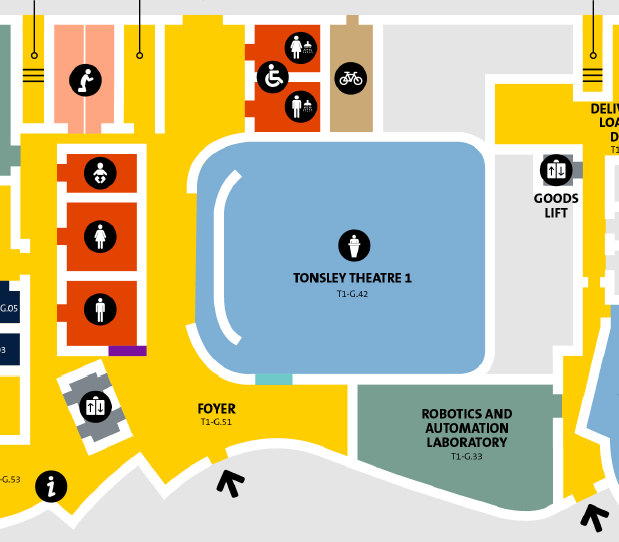 DELIV
LOA
D
T1
GOODS
LIFT
TONSLEY THEATRE 1
T1-G.42
G.05
03
FOYER
T1-G.51
ROBOTICS AND
AUTOMATION
LABORATORY
T1-G.33
-G.53
i